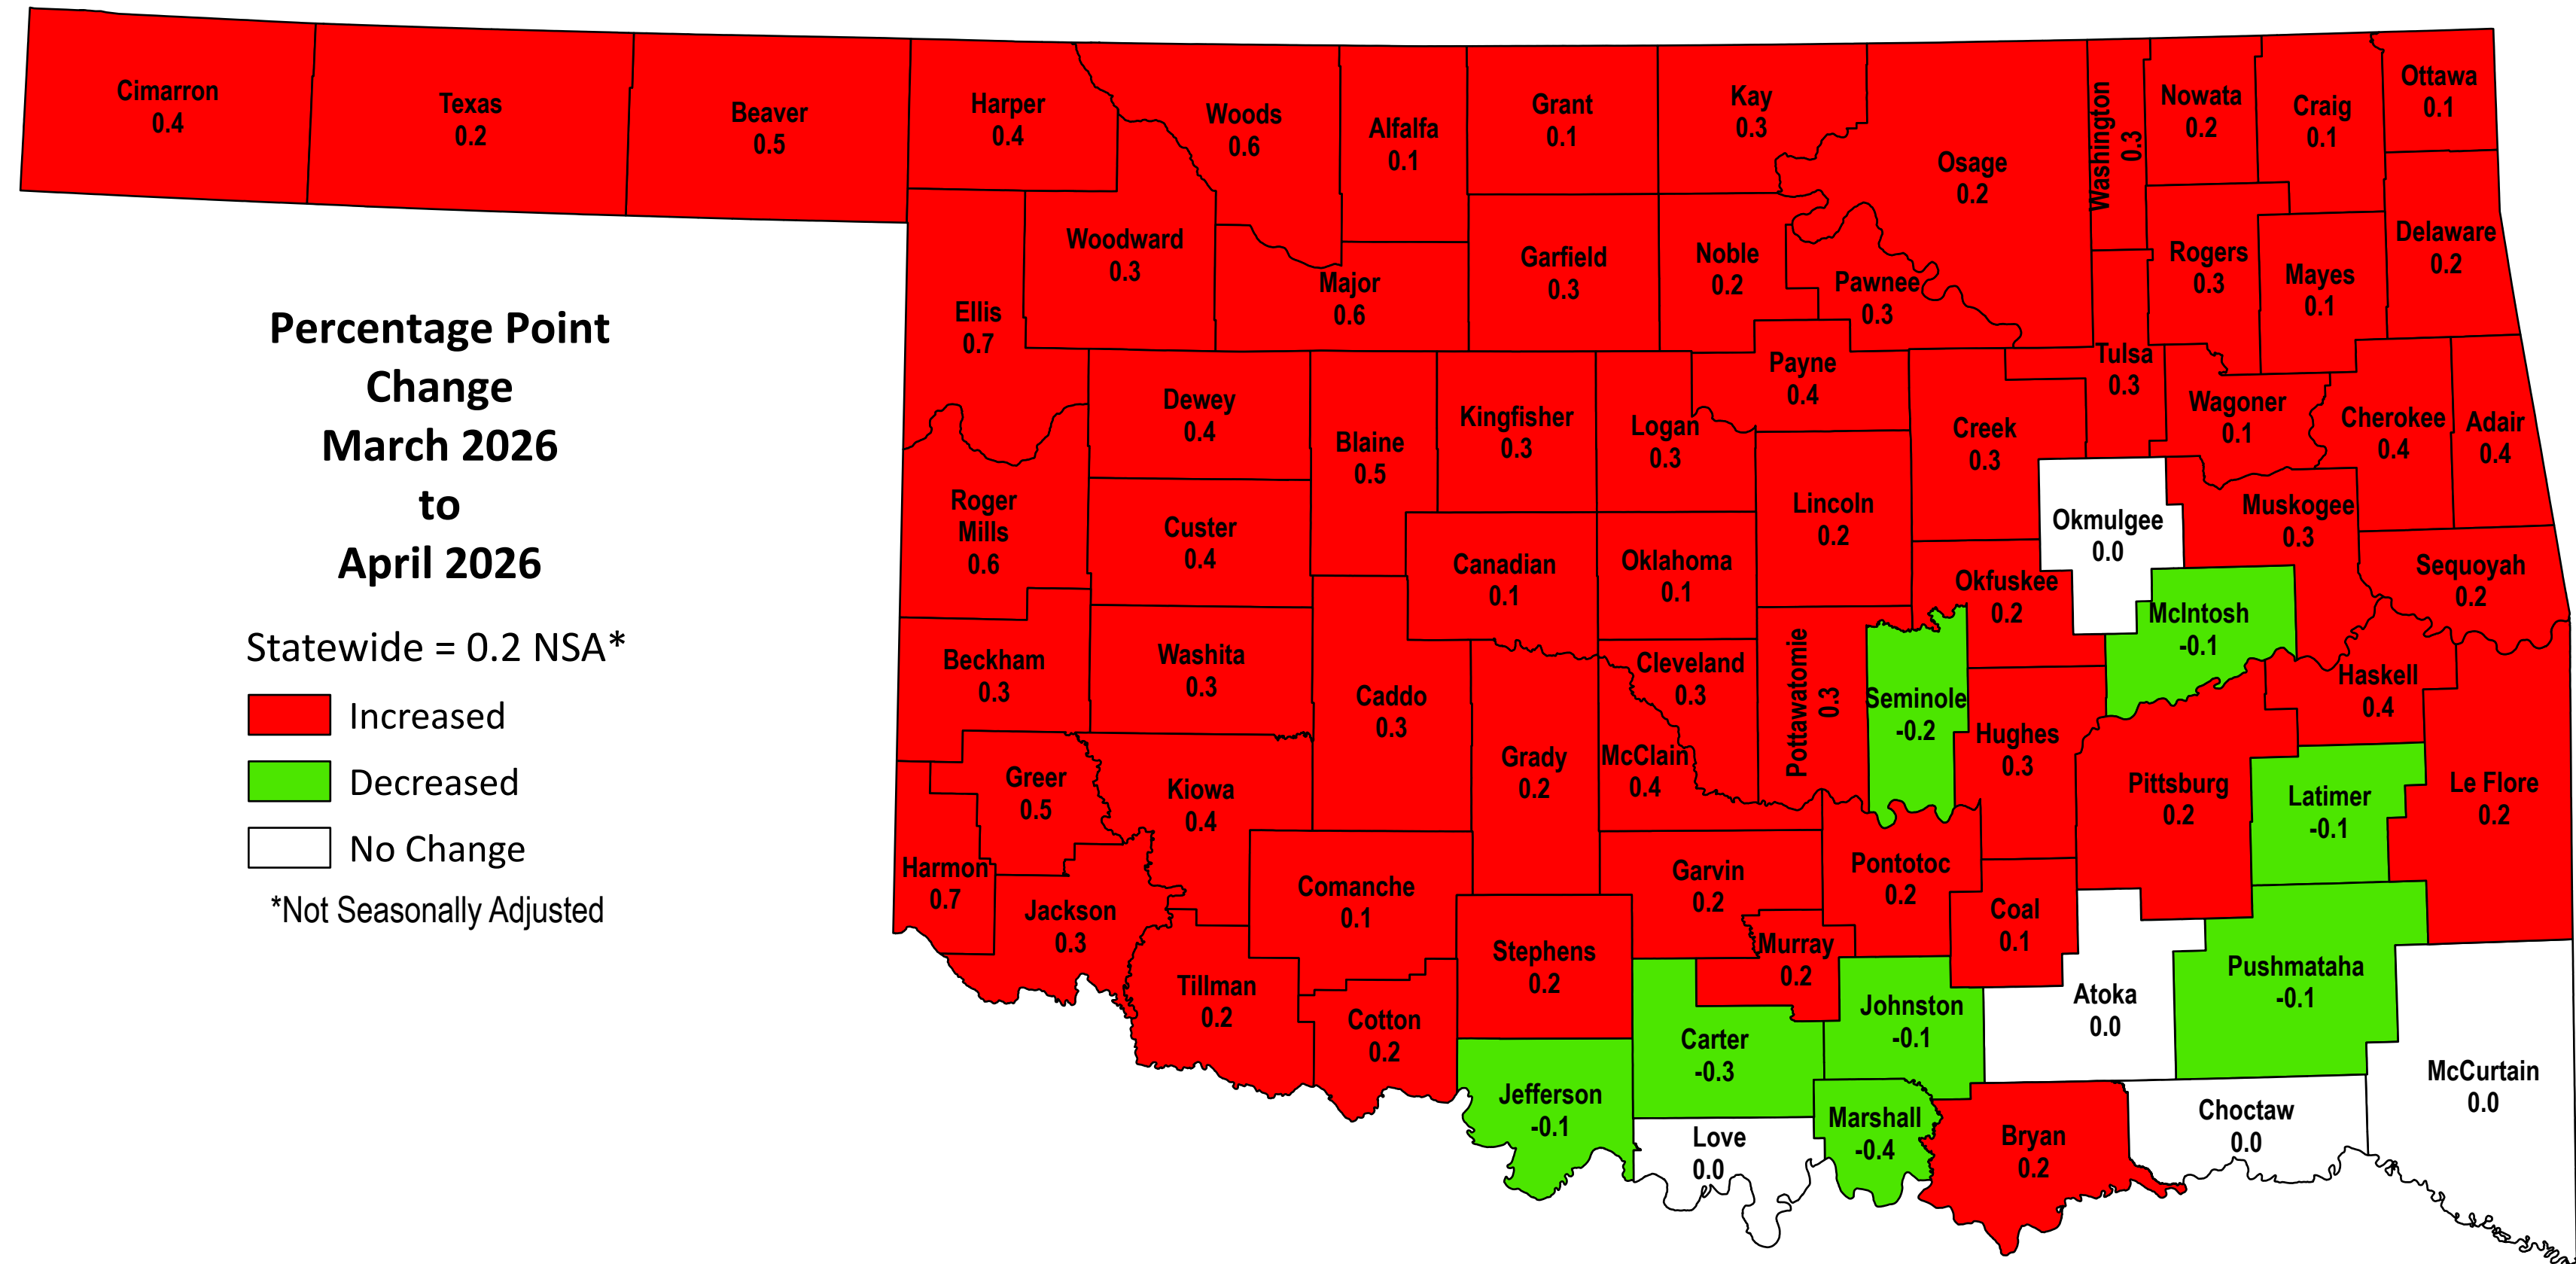 Cimarron
0.4
Texas
0.2
Beaver
0.5
Harper
0.4
Woods
0.6
Alfalfa
0.1
Grant
0.1
Kay
0.3
Osage
0.2
Washington
0.3
Nowata
0.2
Craig
0.1
Ottawa
0.1
Ellis
0.7
Woodward
0.3
Major
0.6
Garfield
0.3
Noble
0.2
Pawnee
0.3
Rogers
0.3
Mayes
0.1
Delaware
0.2
Percentage Point
Change
March 2026
to
April 2026
Statewide = 0.2 NSA*
Increased
Decreased
No Change
*Not Seasonally Adjusted
Dewey
0.4
Blaine
0.5
Kingfisher
0.3
Logan
0.3
Payne
0.4
Creek
0.3
Tulsa
0.3
Wagoner
0.1
Cherokee
0.4
Adair
0.4
Roger
Mills
0.6
Custer
0.4
Canadian
0.1
Oklahoma
0.1
Lincoln
0.2
Okfuskee
0.2
Okmulgee
0.0
Muskogee
0.3
McIntosh
-0.1
Sequoyah
0.2
Beckham
0.3
Washita
0.3
Caddo
0.3
Grady
0.2
McClain
0.4
Cleveland
0.3
Pottawatomie
0.3
Seminole
-0.2
Hughes
0.3
Pittsburg
0.2
Haskell
0.4
Latimer
-0.1
Le Flore
0.2
Harmon
0.7
Greer
0.5
Kiowa
0.4
Jackson
0.3
Comanche
0.1
Tillman
0.2
Cotton
0.2
Stephens
0.2
Garvin
0.2
Murray
0.2
Pontotoc
0.2
Coal
0.1
Atoka
0.0
Pushmataha
-0.1
McCurtain
0.0
Jefferson
-0.1
Carter
-0.3
Johnston
-0.1
Love
0.0
Marshall
-0.4
Bryan
0.2
Choctaw
0.0